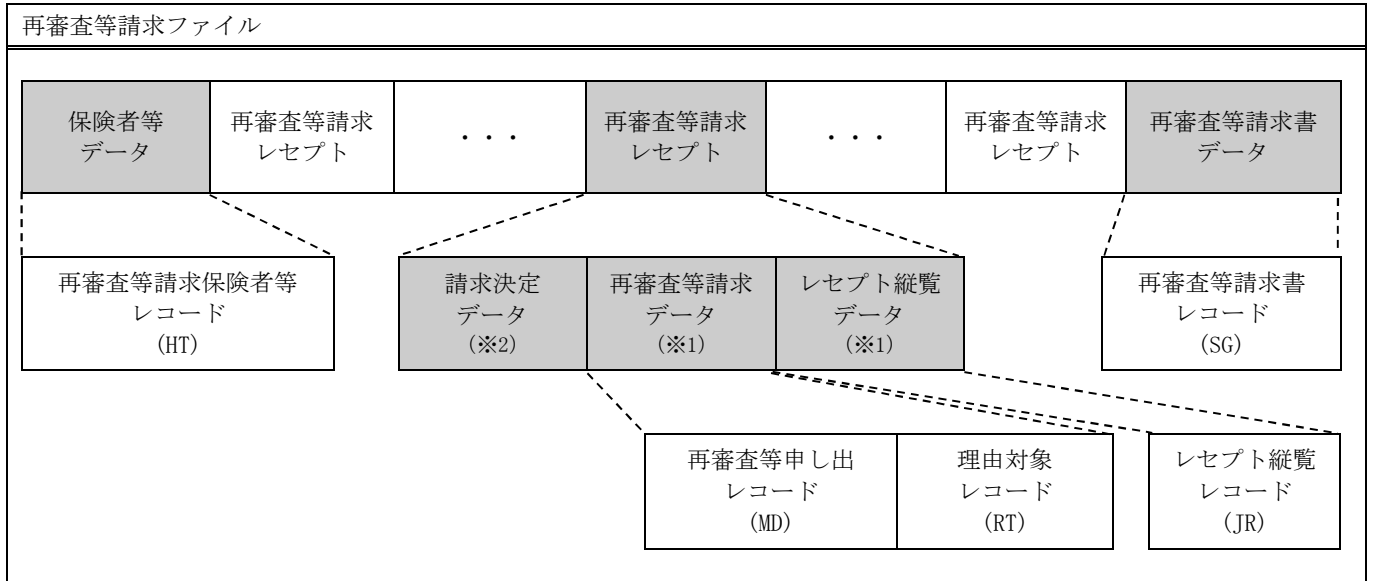 再審査等請求ファイル
保険者等
データ
再審査等請求
レセプト
・・・
再審査等請求
レセプト
・・・
再審査等請求
レセプト
再審査等請求書
データ
再審査等請求保険者等
レコード
(HT)
請求決定
データ
(※2)
再審査等請求
データ
(※1)
レセプト縦覧
データ
(※1)
再審査等請求書
レコード
(SG)
再審査等申し出
レコード
(MD)
理由対象
レコード
(RT)
レセプト縦覧
レコード
(JR)